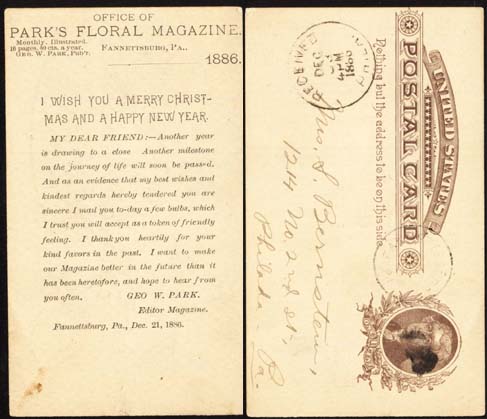 OFFICE OF
PARK'S FLORAL MAGAZINE.
Monthly, Illustrated.
16 pages, 50 cts. a year.
GEO. W. PARK, Pub'r.
FANNETTSBURG, PA.,
1886.
I WISH YOU A MERRY CHRIST-
MAS AND A HAPPY NEW YEAR.
MY DEAR FRIEND:—Another year
is drawing to a close Another milestone
on the journey of life will soon be passed.
And as an evidence that my best wishes and
kindest regards hereby tendered you are
sincere I mail you to-day a few bulbs, which
I trust you will accept as a token of friendly
feeling. I thank you heartily for your
kind favors in the past. I want to make
our Magazine better in the future than it
has been heretofore, and hope to hear from
you often. GEO W. PARK.
Editor Magazine.
Fannettsburg, Pa., Dec. 21, 1886.
UNITED STATES
POSTAL CARD
Nothing but the address to be on this side.
RECEIVED
DEC
4 PM
1886
PHILA.
Mrs. S. Bernstein,
1214 No. 2nd St.
Philada
Pa.